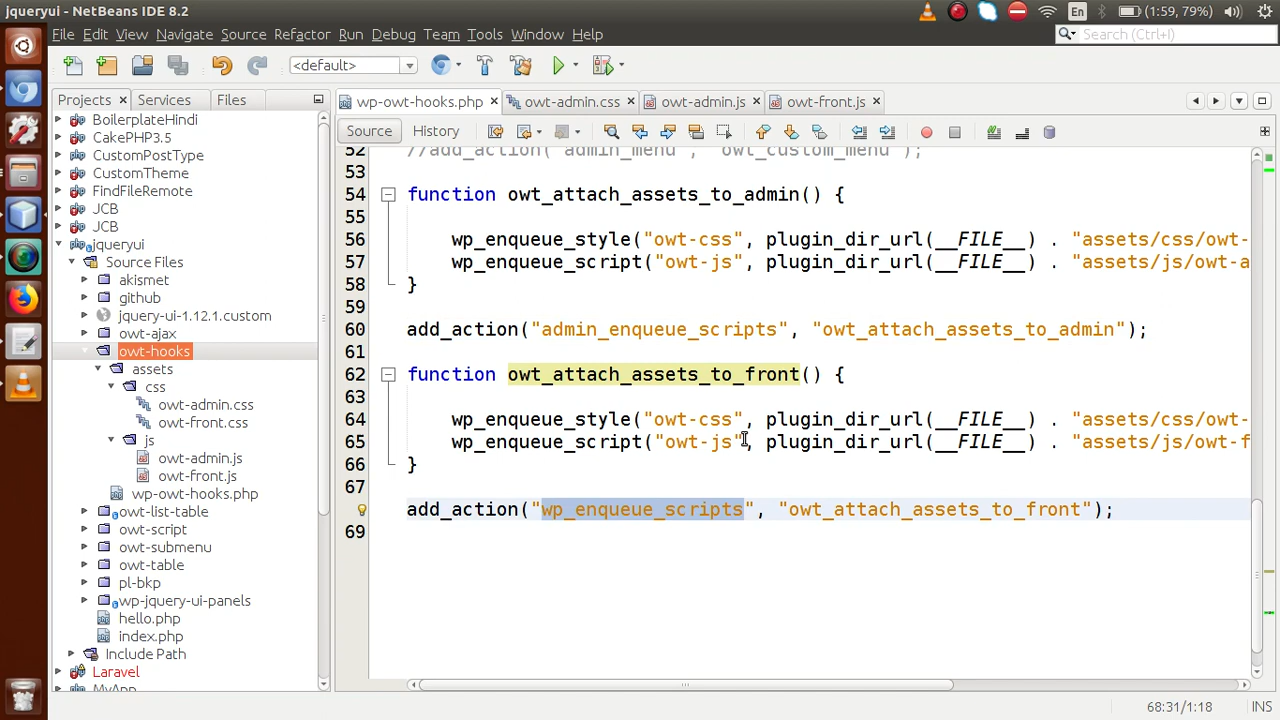 jqueryui - NetBeans IDE 8.2
En
(1:59, 79%)
File Edit View Navigate Source Refactor Run Debug Team Tools Window Help
Search (Ctrl+I)
<default>
Projects
Services
Files
wp-owt-hooks.php
owt-admin.css
owt-admin.js
owt-front.js
Source
History
BoilerplateHindi
CakePHP3.5
CustomPostType
CustomTheme
FindFileRemote
JCB
JCB
jqueryui
Source Files
akismet
github
jquery-ui-1.12.1.custom
owt-ajax
owt-hooks
assets
css
owt-admin.css
owt-front.css
js
owt-admin.js
owt-front.js
wp-owt-hooks.php
owt-list-table
owt-script
owt-submenu
owt-table
pl-bkp
wp-jquery-ui-panels
hello.php
index.php
Include Path
Laravel
MyApp
52 //add_action("admin_menu", "owt_custom_menu");
53
54 function owt_attach_assets_to_admin() {
55
56 wp_enqueue_style("owt-css", plugin_dir_url(__FILE__) . "assets/css/owt-
57 wp_enqueue_script("owt-js", plugin_dir_url(__FILE__) . "assets/js/owt-a
58 }
59
60 add_action("admin_enqueue_scripts", "owt_attach_assets_to_admin");
61
62 function owt_attach_assets_to_front() {
63
64 wp_enqueue_style("owt-css", plugin_dir_url(__FILE__) . "assets/css/owt-
65 wp_enqueue_script("owt-js", plugin_dir_url(__FILE__) . "assets/js/owt-f
66 }
67
add_action("wp_enqueue_scripts", "owt_attach_assets_to_front");
69
68:31/1:18
INS